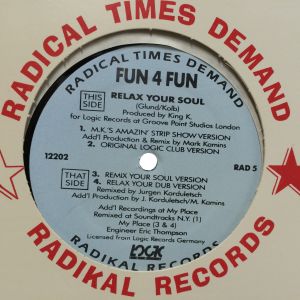 RADICAL TIMES DEMAND
RADICAL TIMES DEMAND
FUN 4 FUN
THIS SIDE
RELAX YOUR SOUL
(Glund/Kolb)
Produced by King K.
for Logic Records at Groove Point Studios London
1. M.K.'S AMAZIN' STRIP SHOW VERSION
Add'l Production & Remix by Mark Kamins
2. ORIGINAL LOGIC CLUB VERSION
12202
RAD 5
THAT SIDE
3. REMIX YOUR SOUL VERSION
4. RELAX YOUR DUB VERSION
Remixed by Jurgen Korduletsch
Add'l Prod'n by J. Korduletsch/M. Kamins
Add'l Recordings at My Place
Remixed at Soundtracks N.Y. (1)
My Place (3 & 4)
Engineer Eric Thompson
Licensed from Logic Records Germany
LOGIC
RADIKAL RECORDS
RADIKAL RECORDS